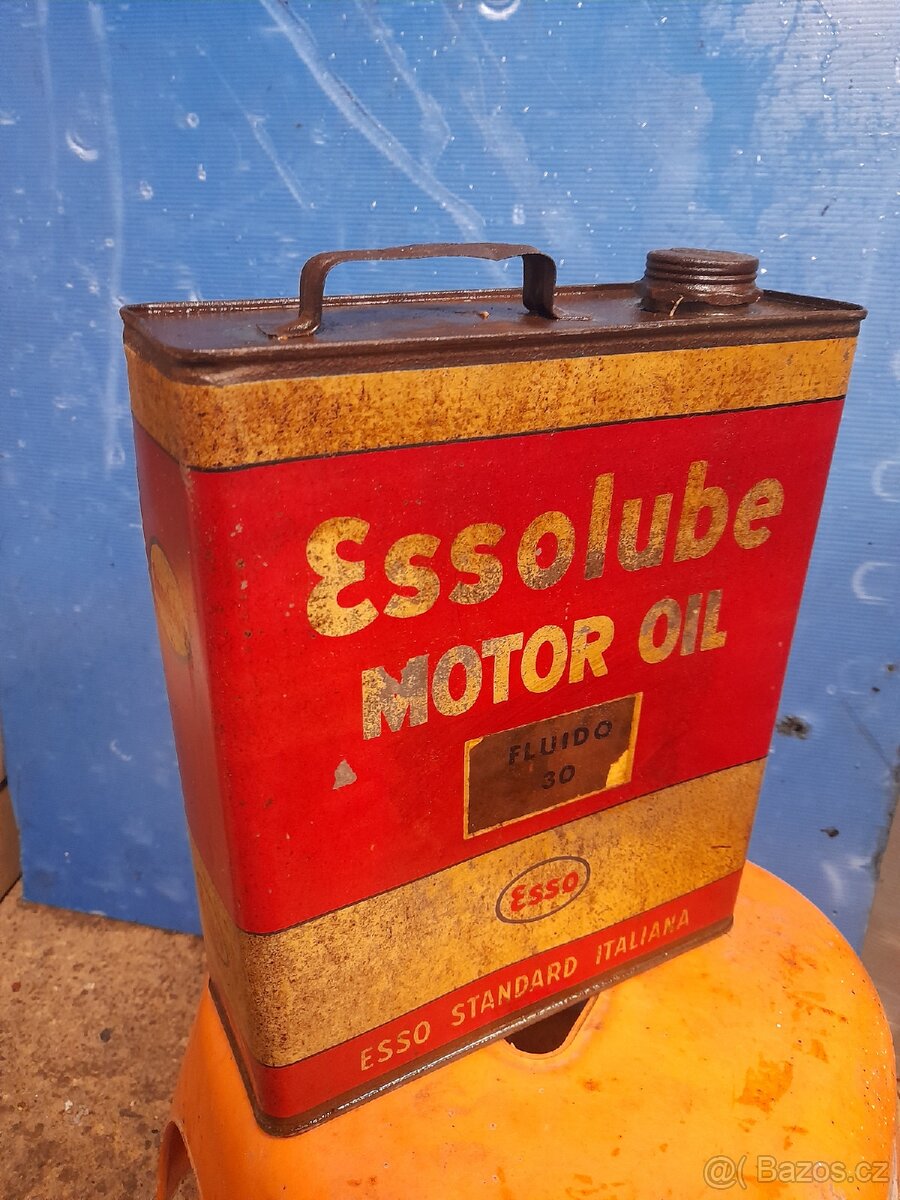 Essolube
MOTOR OIL
FLUIDO
30
Esso
ESSO STANDARD ITALIANA
@( Bazos.cz